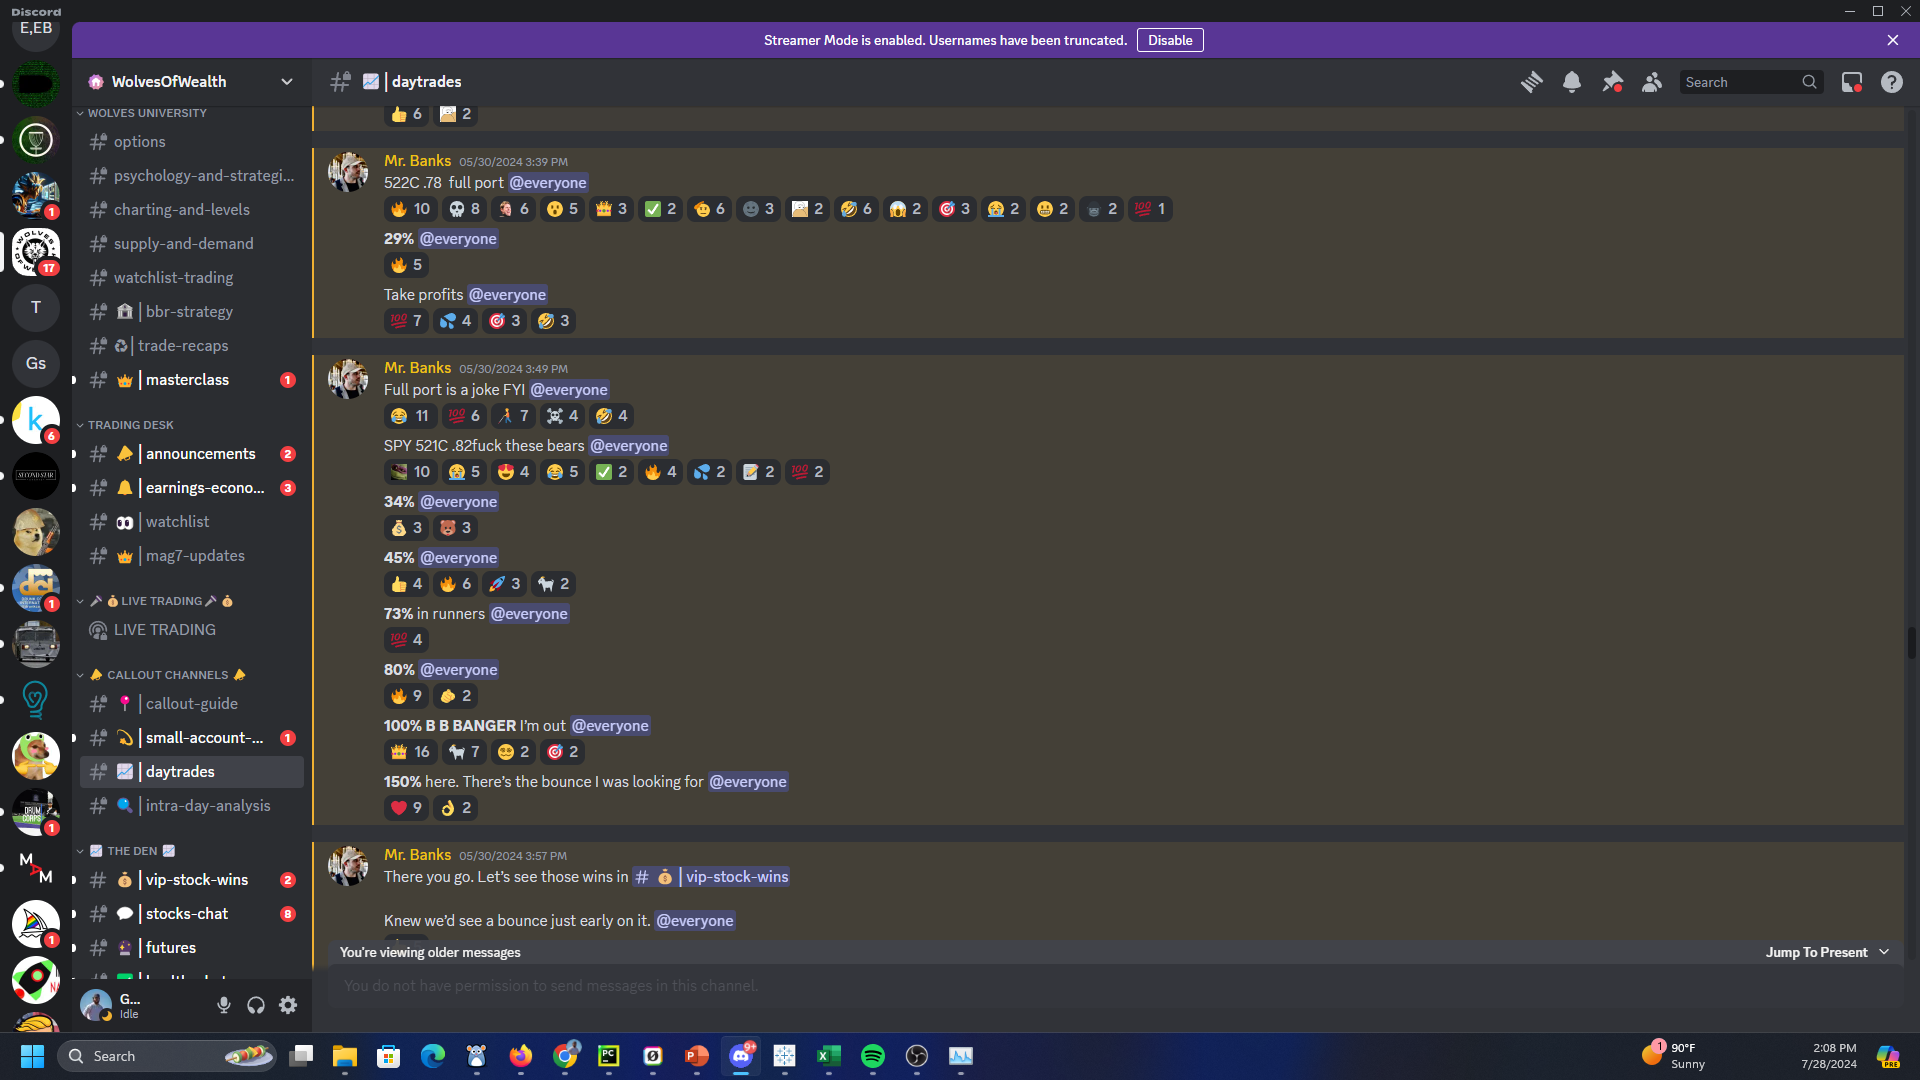 Discord
E,EB
Streamer Mode is enabled. Usernames have been truncated.
Disable
WolvesOfWealth
| daytrades
Search
1
17
T
Gs
6
1
1
1
WOLVES UNIVERSITY
options
psychology-and-strategi...
charting-and-levels
supply-and-demand
watchlist-trading
| bbr-strategy
| trade-recaps
| masterclass 1
TRADING DESK
| announcements 2
| earnings-econo... 3
| watchlist
| mag7-updates
LIVE TRADING
LIVE TRADING
CALLOUT CHANNELS
| callout-guide
| small-account-... 1
| daytrades
| intra-day-analysis
THE DEN
| vip-stock-wins 2
| stocks-chat 8
| futures
G...
Idle
6 2
Mr. Banks 05/30/2024 3:39 PM
522C .78 full port @everyone
10 8 6 5 3 2 6 3 2 6 2 3 2 2 2 1
29% @everyone
5
Take profits @everyone
7 4 3 3
Mr. Banks 05/30/2024 3:49 PM
Full port is a joke FYI @everyone
11 6 7 4 4
SPY 521C .82fuck these bears @everyone
10 5 4 5 2 4 2 2 2
34% @everyone
3 3
45% @everyone
4 6 3 2
73% in runners @everyone
4
80% @everyone
9 2
100% B B BANGER I'm out @everyone
16 7 2 2
150% here. There's the bounce I was looking for @everyone
9 2
Mr. Banks 05/30/2024 3:57 PM
There you go. Let's see those wins in # | vip-stock-wins
Knew we'd see a bounce just early on it. @everyone
You're viewing older messages
Jump To Present
You do not have permission to send messages in this channel.
Search
9+
1
90°F
Sunny
2:08 PM
7/28/2024